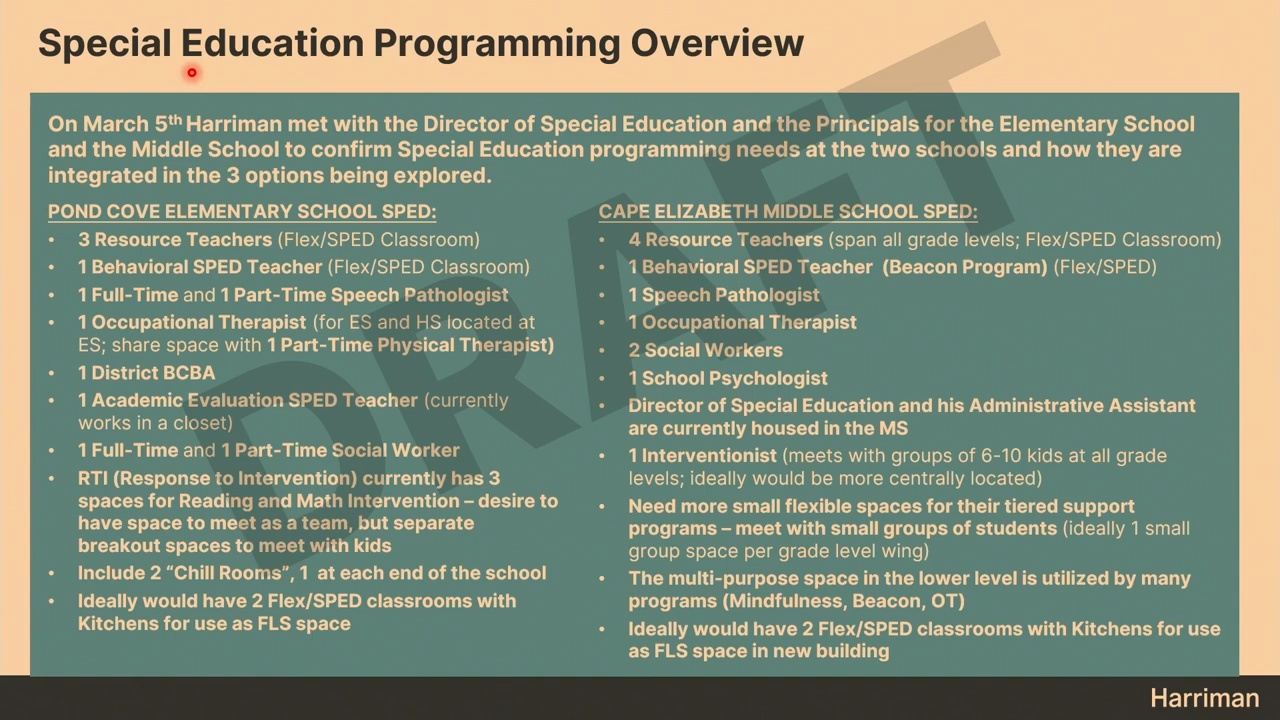 Special Education Programming Overview
On March 5th Harriman met with the Director of Special Education and the Principals for the Elementary School
and the Middle School to confirm Special Education programming needs at the two schools and how they are
integrated in the 3 options being explored.
POND COVE ELEMENTARY SCHOOL SPED:
• 3 Resource Teachers (Flex/SPED Classroom)
• 1 Behavioral SPED Teacher (Flex/SPED Classroom)
• 1 Full-Time and 1 Part-Time Speech Pathologist
• 1 Occupational Therapist (for ES and HS located at
ES; share space with 1 Part-Time Physical Therapist)
• 1 District BCBA
• 1 Academic Evaluation SPED Teacher (currently
works in a closet)
• 1 Full-Time and 1 Part-Time Social Worker
• RTI (Response to Intervention) currently has 3
spaces for Reading and Math Intervention – desire to
have space to meet as a team, but separate
breakout spaces to meet with kids
• Include 2 “Chill Rooms”, 1 at each end of the school
• Ideally would have 2 Flex/SPED classrooms with
Kitchens for use as FLS space
CAPE ELIZABETH MIDDLE SCHOOL SPED:
• 4 Resource Teachers (span all grade levels; Flex/SPED Classroom)
• 1 Behavioral SPED Teacher (Beacon Program) (Flex/SPED)
• 1 Speech Pathologist
• 1 Occupational Therapist
• 2 Social Workers
• 1 School Psychologist
• Director of Special Education and his Administrative Assistant
are currently housed in the MS
• 1 Interventionist (meets with groups of 6-10 kids at all grade
levels; ideally would be more centrally located)
• Need more small flexible spaces for their tiered support
programs – meet with small groups of students (ideally 1 small
group space per grade level wing)
• The multi-purpose space in the lower level is utilized by many
programs (Mindfulness, Beacon, OT)
• Ideally would have 2 Flex/SPED classrooms with Kitchens for use
as FLS space in new building
DRAFT
Harriman